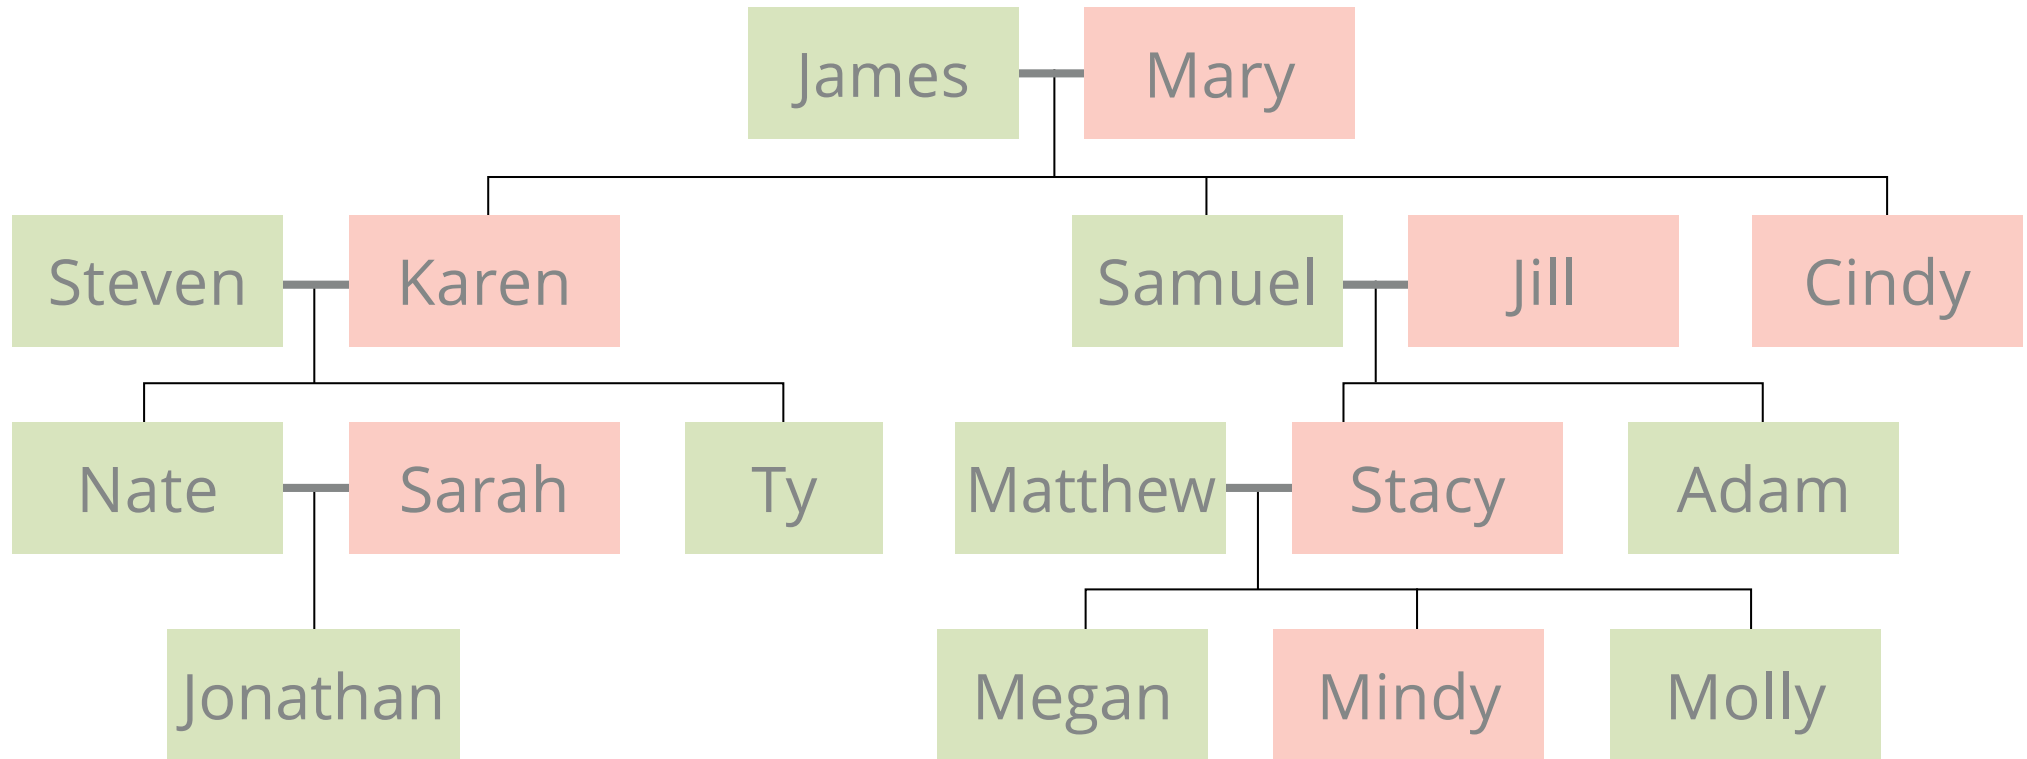 James
Mary
Steven
Karen
Samuel
Jill
Cindy
Nate
Sarah
Ty
Matthew
Stacy
Adam
Jonathan
Megan
Mindy
Molly